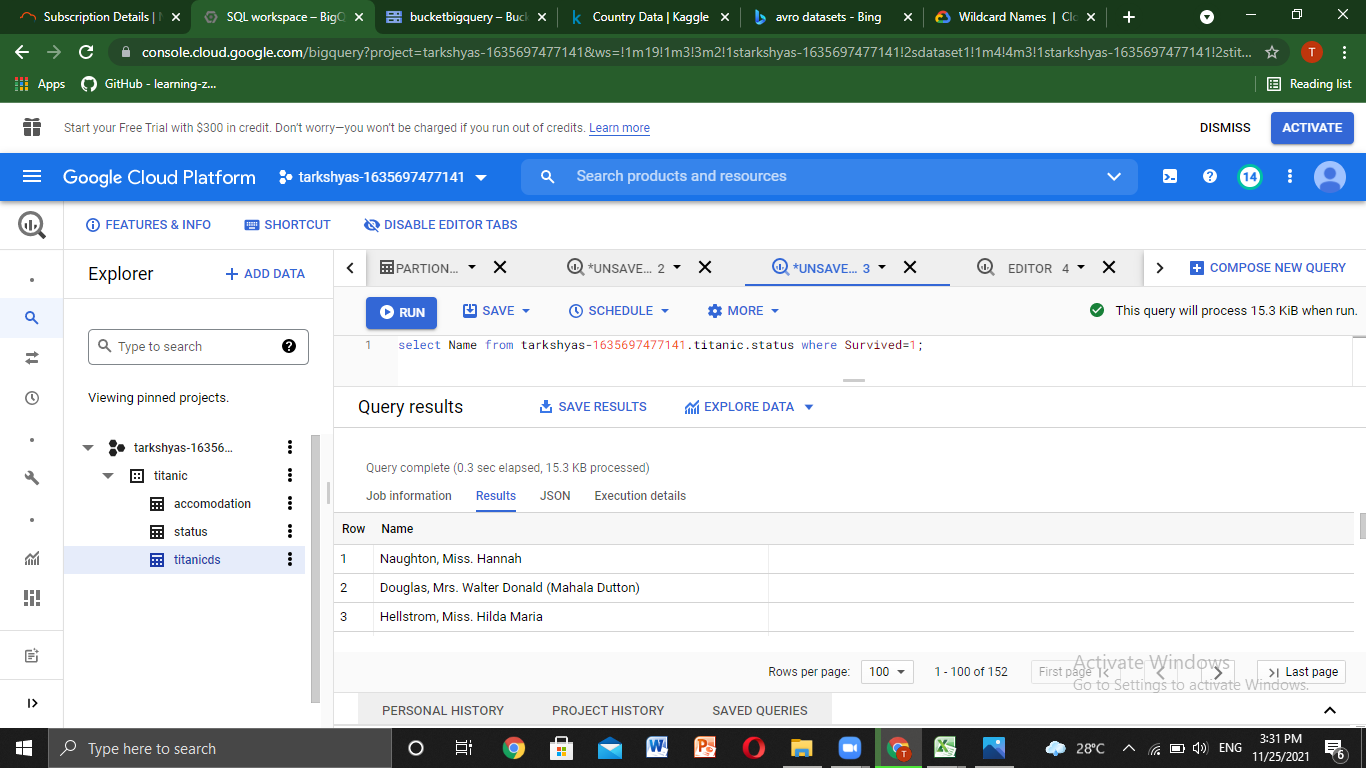 Subscription Details | N
SQL workspace – BigQ
bucketbigquery – Buck
Country Data | Kaggle
avro datasets - Bing
Wildcard Names | Clo
console.cloud.google.com/bigquery?project=tarkshyas-1635697477141&ws=!1m19!1m3!3m2!1starkshyas-1635697477141!2sdataset1!1m4!4m3!1starkshyas-1635697477141!2stit...
T
Apps
GitHub - learning-z...
Reading list
Start your Free Trial with $300 in credit. Don't worry—you won't be charged if you run out of credits. Learn more
DISMISS
ACTIVATE
Google Cloud Platform
tarkshyas-1635697477141
Search products and resources
14
FEATURES & INFO
SHORTCUT
DISABLE EDITOR TABS
Explorer
+ ADD DATA
PARTION...
*UNSAVE... 2
*UNSAVE... 3
EDITOR 4
COMPOSE NEW QUERY
RUN
SAVE
SCHEDULE
MORE
This query will process 15.3 KiB when run.
Type to search
1 select Name from tarkshyas-1635697477141.titanic.status where Survived=1;
Viewing pinned projects.
Query results
SAVE RESULTS
EXPLORE DATA
tarkshyas-16356...
titanic
accomodation
status
titanicds
Query complete (0.3 sec elapsed, 15.3 KB processed)
Job information
Results
JSON
Execution details
Row Name
1 Naughton, Miss. Hannah
2 Douglas, Mrs. Walter Donald (Mahala Dutton)
3 Hellstrom, Miss. Hilda Maria
Rows per page: 100
1 - 100 of 152
First page
Last page
Activate Windows
Go to Settings to activate Windows.
PERSONAL HISTORY
PROJECT HISTORY
SAVED QUERIES
Type here to search
28°C
ENG
3:31 PM
11/25/2021
6